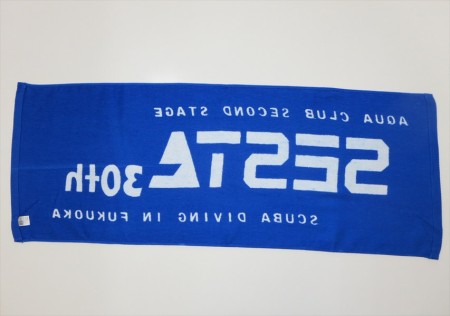 AQUA CLUB SECOND STAGE
SESTA 30th
SCUBA DIVING IN FUKUOKA